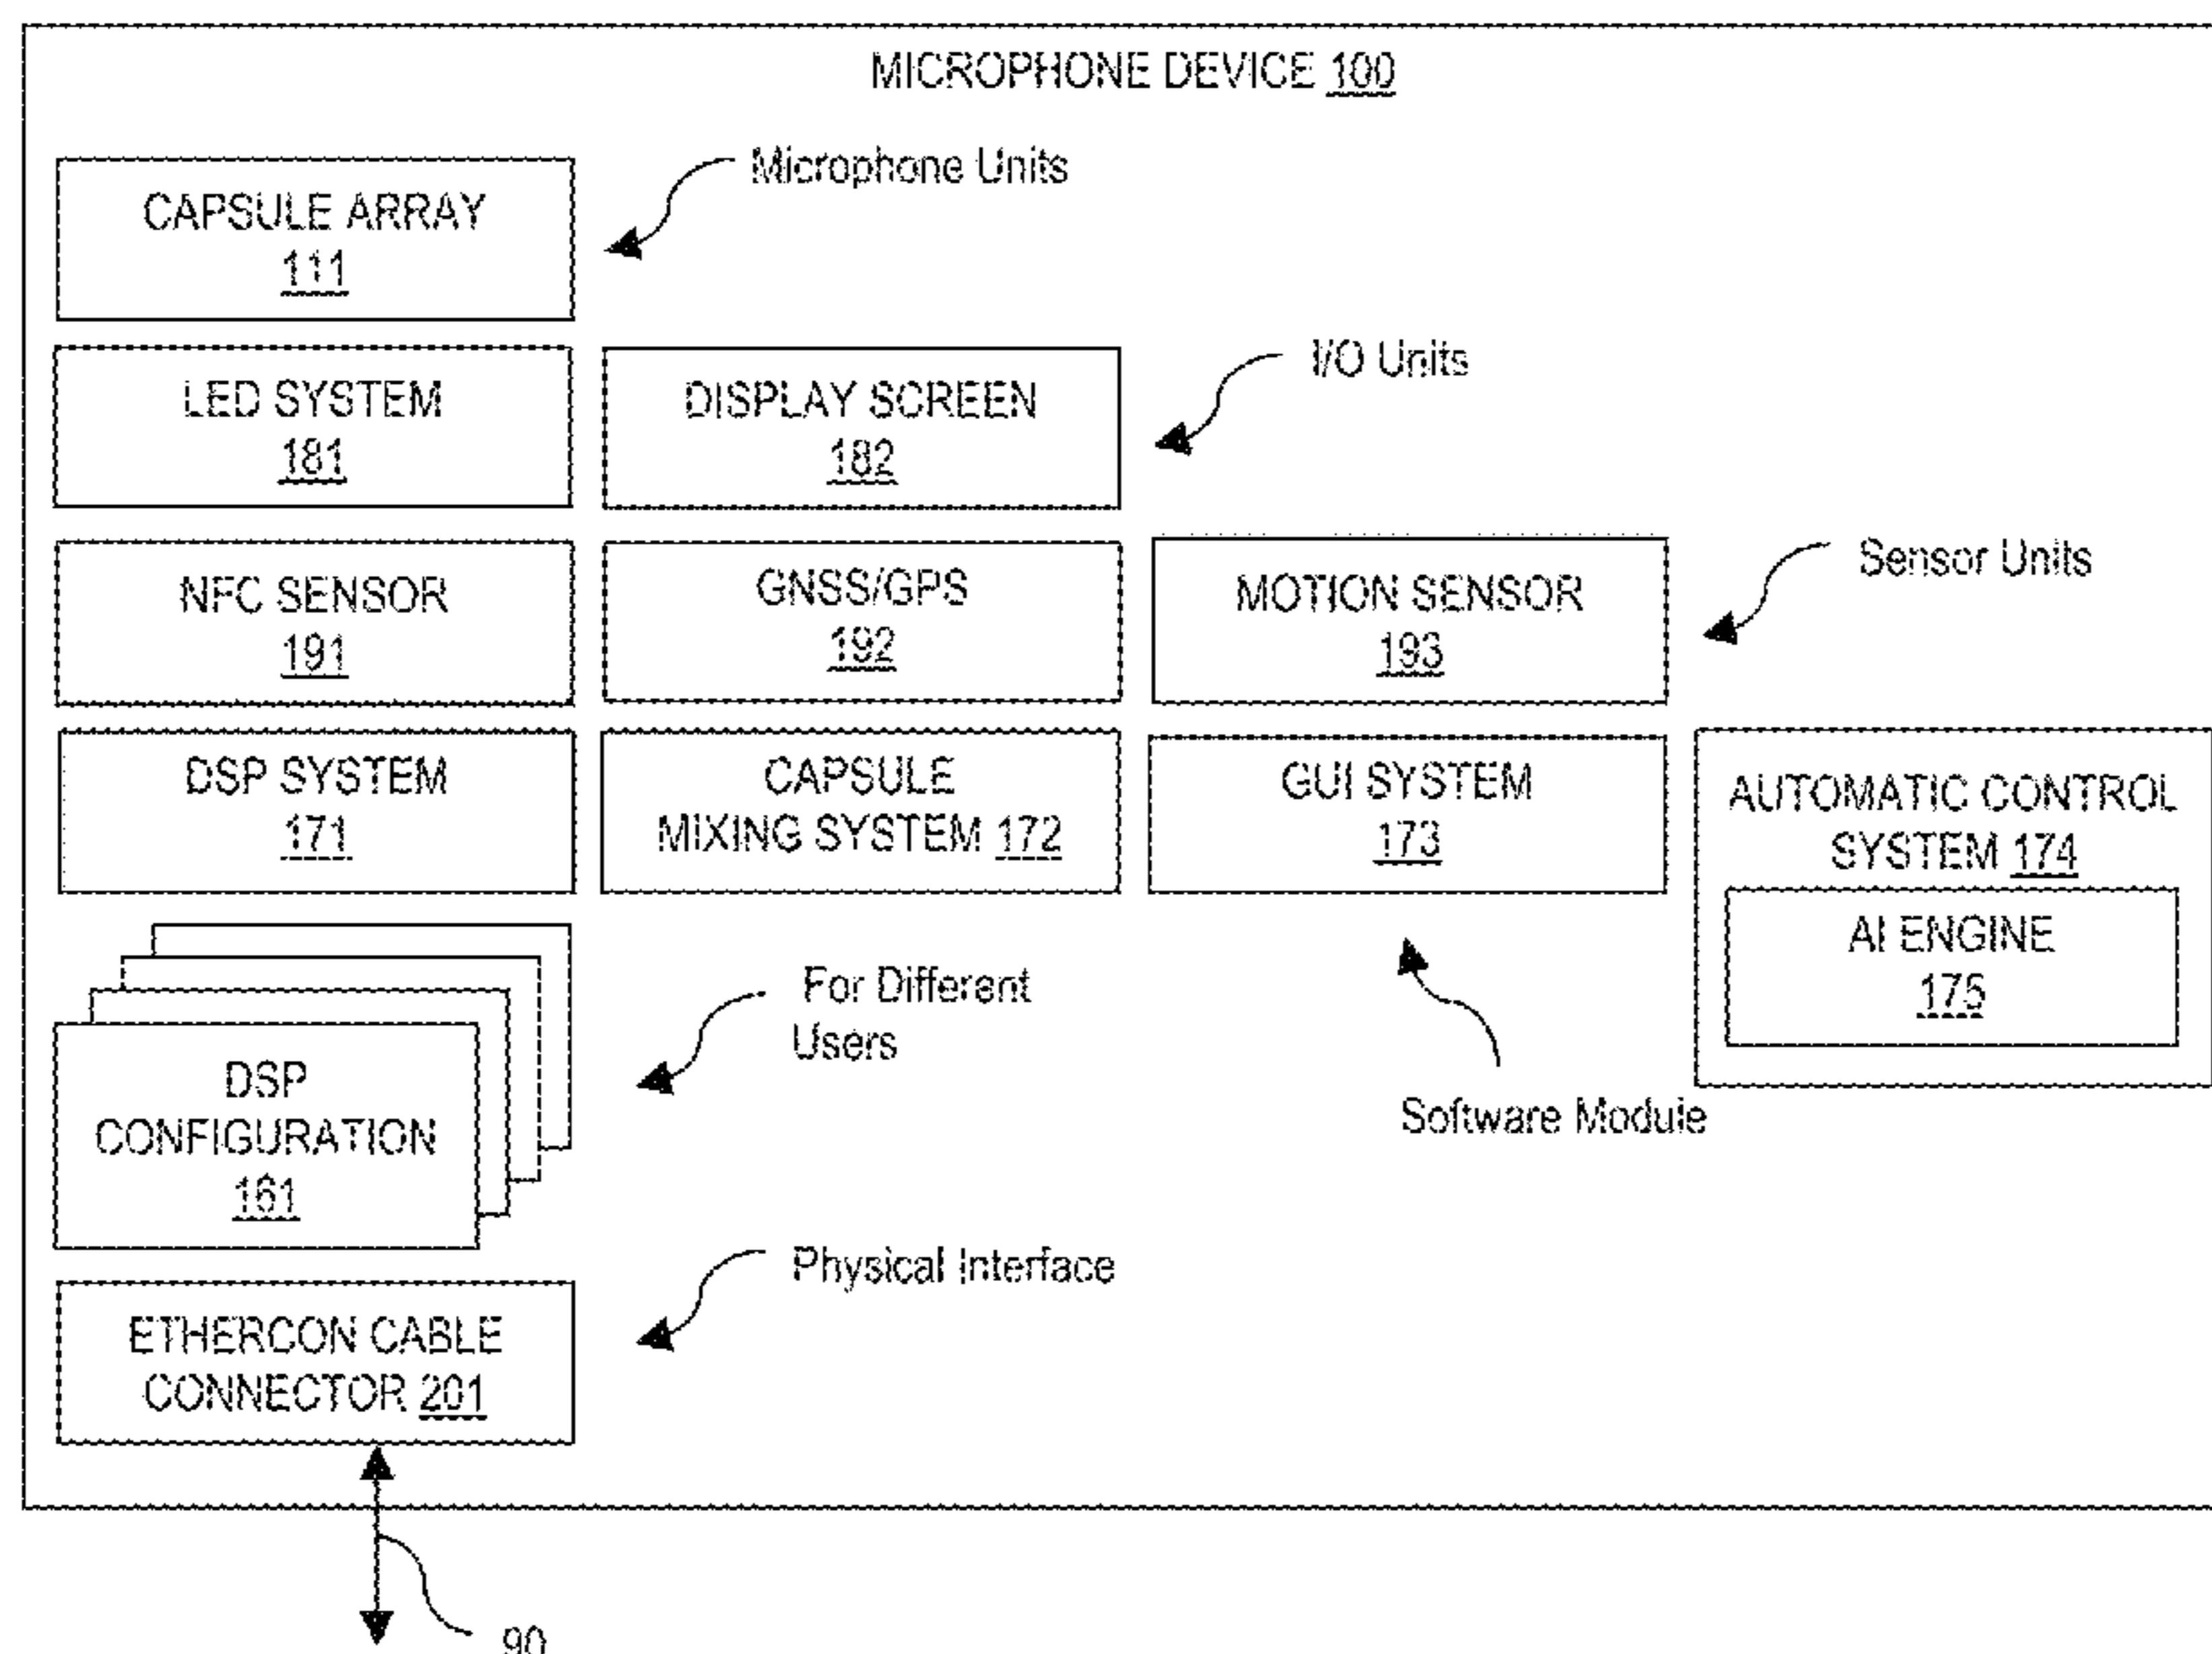 MICROPHONE DEVICE 100
CAPSULE ARRAY
111
Microphone Units
LED SYSTEM
181
DISPLAY SCREEN
182
I/O Units
NFC SENSOR
191
GNSS/GPS
192
MOTION SENSOR
193
Sensor Units
DSP SYSTEM
171
CAPSULE
MIXING SYSTEM 172
GUI SYSTEM
173
AUTOMATIC CONTROL
SYSTEM 174
AI ENGINE
175
DSP
CONFIGURATION
161
For Different
Users
Software Module
ETHERCON CABLE
CONNECTOR 201
Physical Interface
90